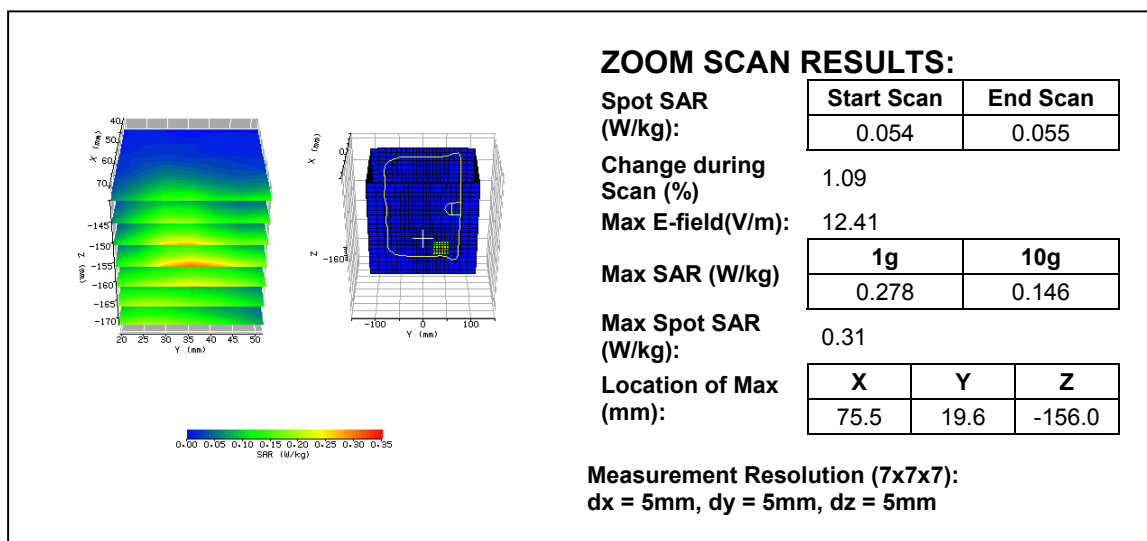 ZOOM SCAN RESULTS:
Spot SAR (W/kg):
Start Scan End Scan
0.054 0.055
Change during Scan (%)
1.09
Max E-field(V/m): 12.41
Max SAR (W/kg)
1g 10g
0.278 0.146
Max Spot SAR (W/kg):
0.31
Location of Max (mm):
X Y Z
75.5 19.6 -156.0
Measurement Resolution (7x7x7):
dx = 5mm, dy = 5mm, dz = 5mm
40
50
60
70
X (mm)
-145
-150
-155
-160
-165
-170
Z (mm)
20 25 30 35 40 45 50
Y (mm)
X (mm)
0
Z
-160
-100 0 100
Y (mm)
0.00 0.05 0.10 0.15 0.20 0.25 0.30 0.35
SAR (W/kg)